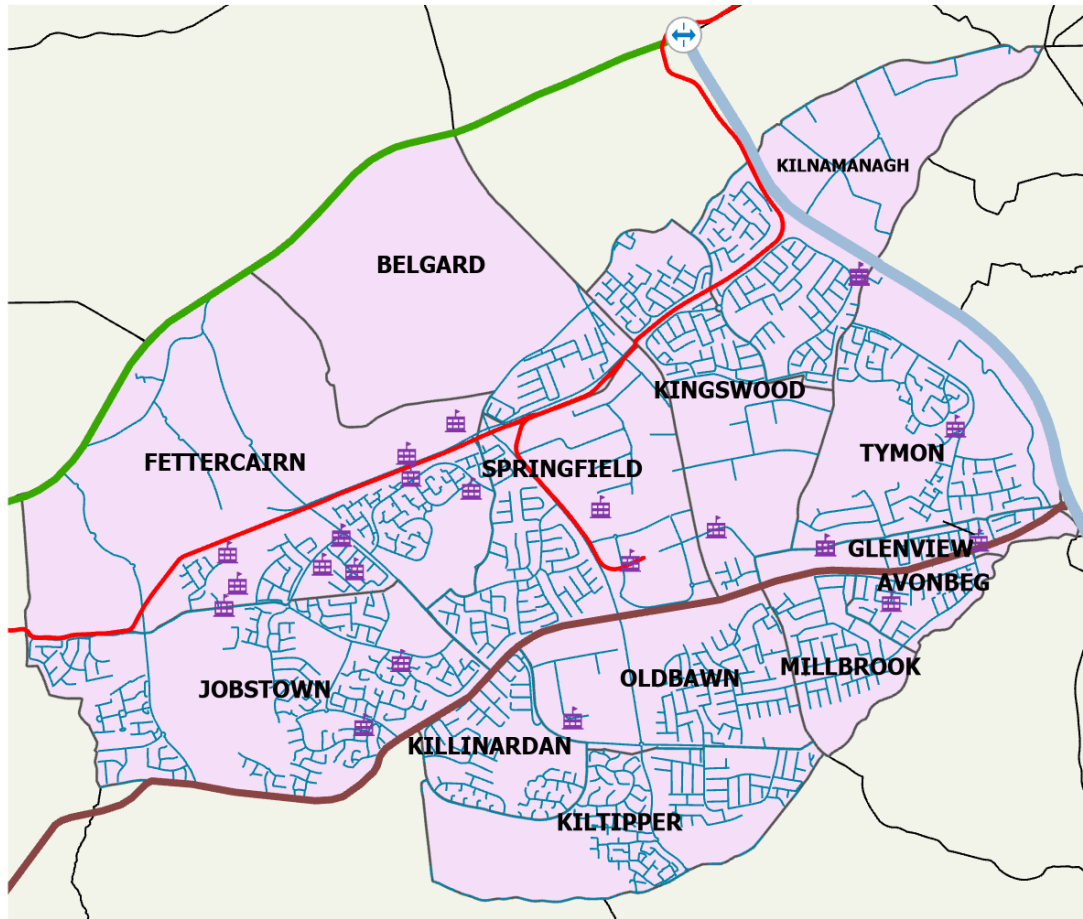 KILNAMANAGH
BELGARD
KINGSWOOD
FETTERCAIRN
SPRINGFIELD
TYMON
GLENVIEW
AVONBEG
MILLBROOK
OLDBAWN
JOBSTOWN
KILLINARDAN
KILTIPPER